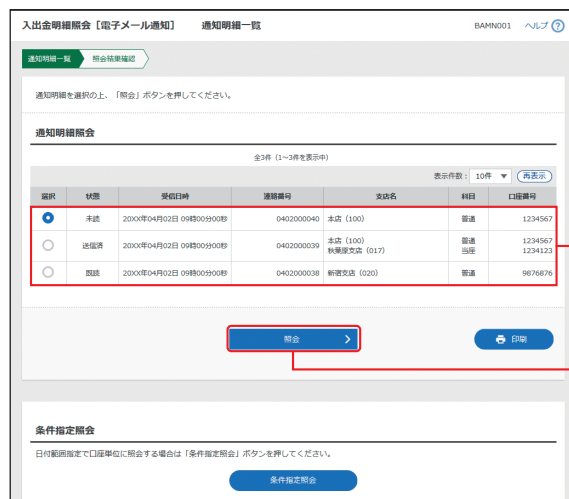 入出金明細照会［電子メール通知］　通知明細一覧　BAMN001　ヘルプ ?
通知明細一覧　照会結果確認
通知明細を選択の上、「照会」ボタンを押してください。
通知明細照会
全3件（1～3件を表示中）
表示件数： 10件 ▼ 再表示
選択　状態　受信日時　連絡番号　支店名　科目　口座番号
未読　20XX年04月02日 09時00分00秒　0402000040　本店（100）　普通　1234567
送信済　20XX年04月02日 09時00分00秒　0402000039　本店（100）　普通　1234567
秋葉原支店（017）　当座　1234123
既読　20XX年04月02日 09時00分00秒　0402000038　新宿支店（020）　普通　9876876
照会　印刷
条件指定照会
日付範囲指定で口座単位に照会する場合は「条件指定照会」ボタンを押してください。
条件指定照会